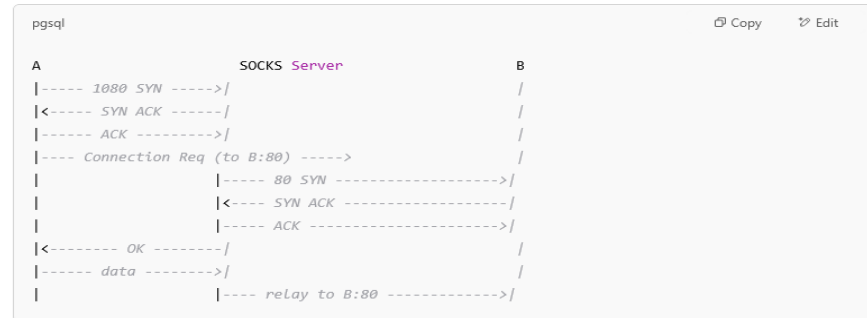 pgsql Copy Edit
A SOCKS Server B
|----- 1080 SYN ----->| |
|<----- SYN ACK ------| |
|------ ACK --------->| |
|---- Connection Req (to B:80) -----> |
| |----- 80 SYN ------------------->|
| |<---- SYN ACK -------------------|
| |----- ACK ---------------------->|
|<-------- OK --------| |
|------ data -------->| |
| |---- relay to B:80 ------------->|